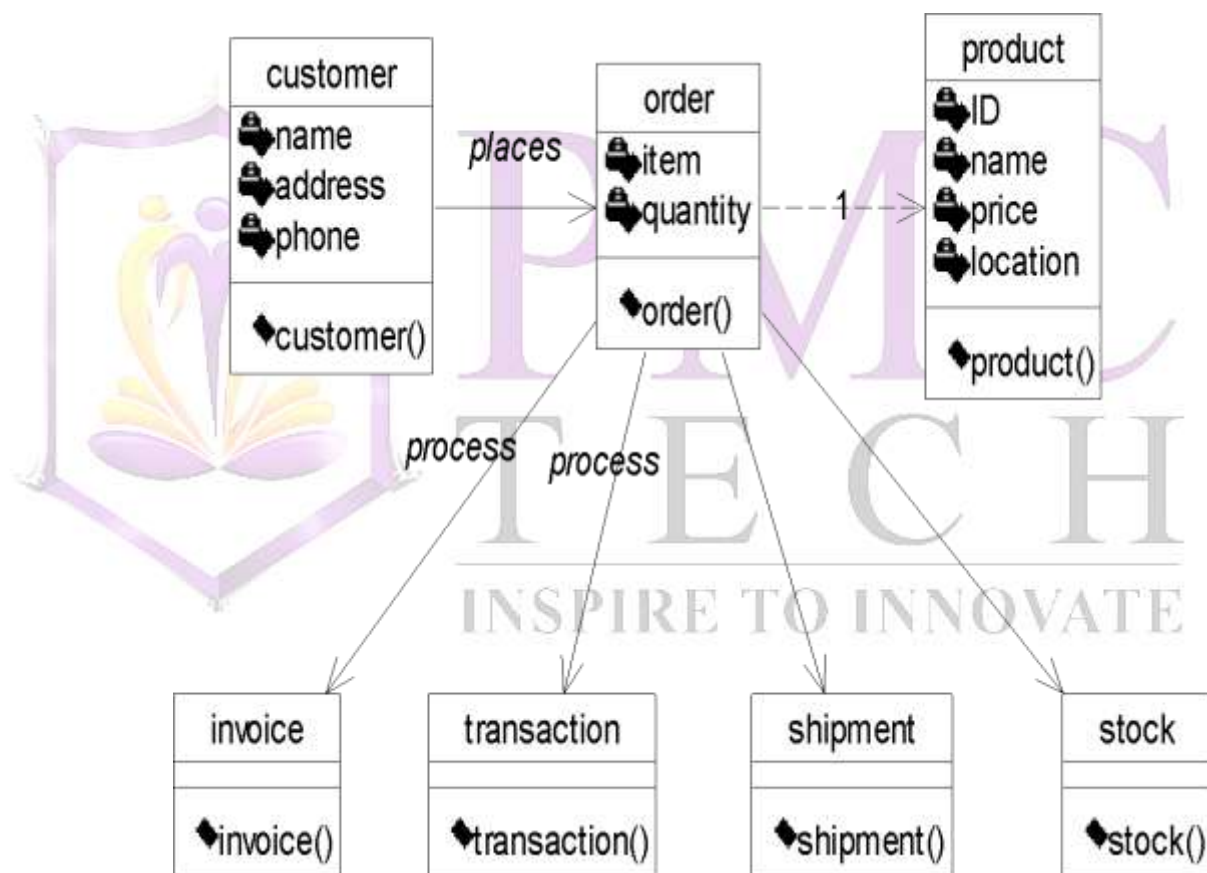 customer
name
address
phone
customer()
places
order
item
quantity
order()
1
product
ID
name
price
location
product()
process
process
invoice
invoice()
transaction
transaction()
shipment
shipment()
stock
stock()
PMC
TECH
INSPIRE TO INNOVATE